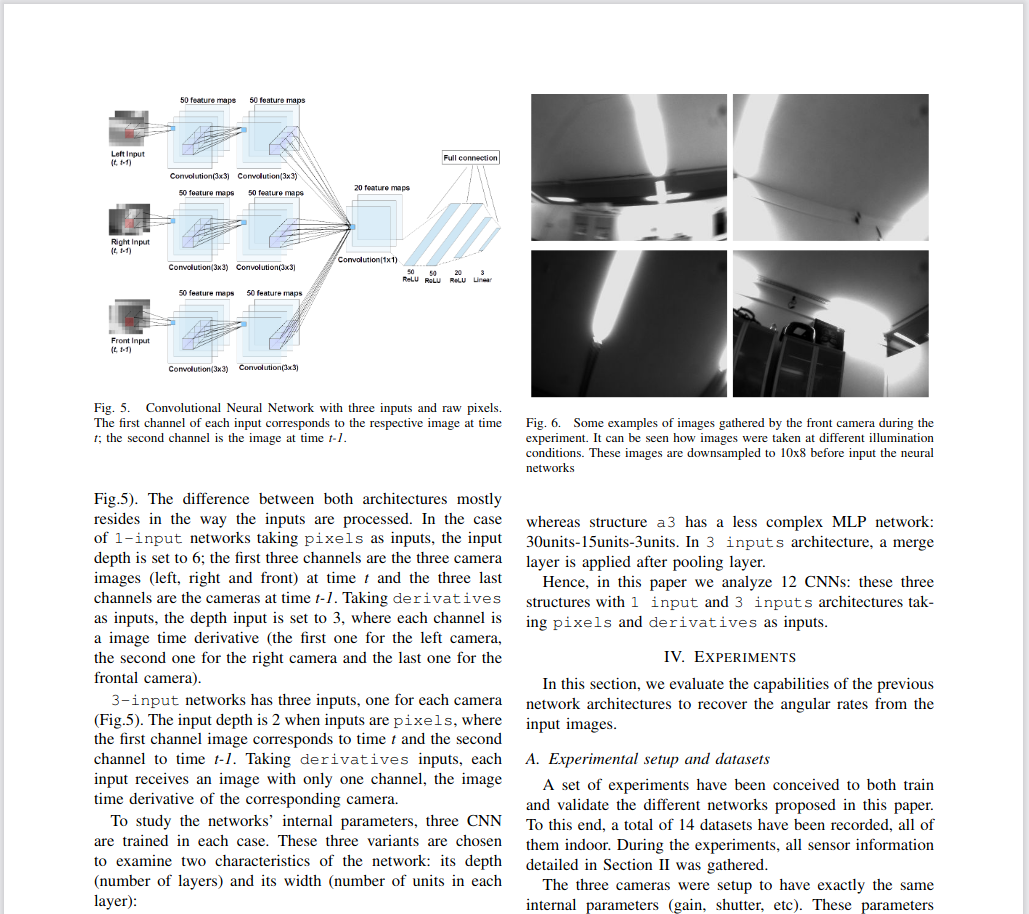 50 feature maps
50 feature maps
Left Input
(t, t-1)
Convolution(3x3)
Convolution(3x3)
50 feature maps
50 feature maps
Right Input
(t, t-1)
Convolution(3x3)
Convolution(3x3)
50 feature maps
50 feature maps
Front Input
(t, t-1)
Convolution(3x3)
Convolution(3x3)
20 feature maps
Convolution(1x1)
Full connection
50 ReLU
50 ReLU
20 ReLU
3 Linear
Fig. 5. Convolutional Neural Network with three inputs and raw pixels.
The first channel of each input corresponds to the respective image at time
t; the second channel is the image at time t-1.
Fig.5). The difference between both architectures mostly
resides in the way the inputs are processed. In the case
of 1-input networks taking pixels as inputs, the input
depth is set to 6; the first three channels are the three camera
images (left, right and front) at time t and the three last
channels are the cameras at time t-1. Taking derivatives
as inputs, the depth input is set to 3, where each channel is
a image time derivative (the first one for the left camera,
the second one for the right camera and the last one for the
frontal camera).
3-input networks has three inputs, one for each camera
(Fig.5). The input depth is 2 when inputs are pixels, where
the first channel image corresponds to time t and the second
channel to time t-1. Taking derivatives inputs, each
input receives an image with only one channel, the image
time derivative of the corresponding camera.
To study the networks' internal parameters, three CNN
are trained in each case. These three variants are chosen
to examine two characteristics of the network: its depth
(number of layers) and its width (number of units in each
layer):
Fig. 6. Some examples of images gathered by the front camera during the
experiment. It can be seen how images were taken at different illumination
conditions. These images are downsampled to 10x8 before input the neural
networks
whereas structure a3 has a less complex MLP network:
30units-15units-3units. In 3 inputs architecture, a merge
layer is applied after pooling layer.
Hence, in this paper we analyze 12 CNNs: these three
structures with 1 input and 3 inputs architectures tak-
ing pixels and derivatives as inputs.
IV. EXPERIMENTS
In this section, we evaluate the capabilities of the previous
network architectures to recover the angular rates from the
input images.
A. Experimental setup and datasets
A set of experiments have been conceived to both train
and validate the different networks proposed in this paper.
To this end, a total of 14 datasets have been recorded, all of
them indoor. During the experiments, all sensor information
detailed in Section II was gathered.
The three cameras were setup to have exactly the same
internal parameters (gain, shutter, etc). These parameters